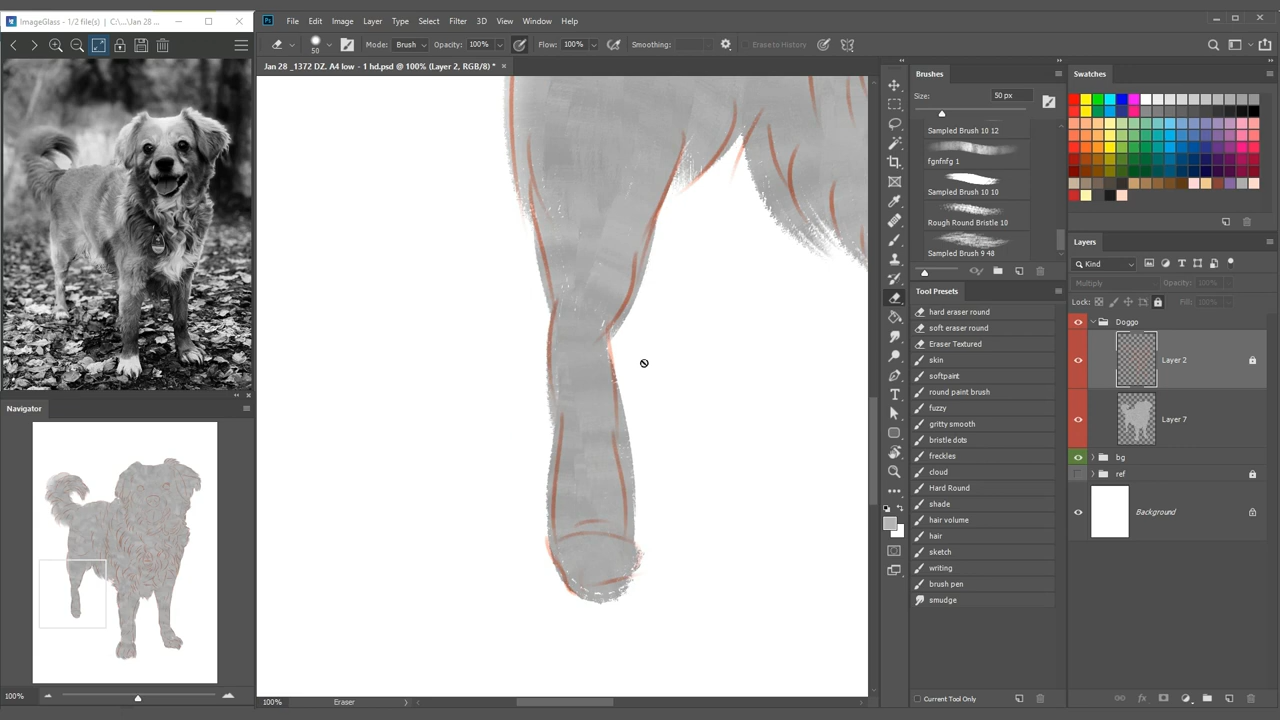 ImageGlass - 1/2 file(s) | C:\...\Jan 28 ...
Ps File Edit Image Layer Type Select Filter 3D View Window Help
50 Mode: Brush Opacity: 100% Flow: 100% Smoothing: Erase to History
Jan 28 _1372 DZ. A4 low - 1 hd.psd @ 100% (Layer 2, RGB/8) * ×
Navigator
100%
100% Eraser
Brushes
Size: 50 px
Sampled Brush 10 12
fgnfnfg 1
Sampled Brush 10 10
Rough Round Bristle 10
Sampled Brush 9 48
Tool Presets
hard eraser round
soft eraser round
Eraser Textured
skin
softpaint
round paint brush
fuzzy
gritty smooth
bristle dots
freckles
cloud
Hard Round
shade
hair volume
hair
sketch
writing
brush pen
smudge
Current Tool Only
Swatches
Layers
Kind
Multiply Opacity: 100%
Lock: Fill: 100%
Doggo
Layer 2
Layer 7
bg
ref
Background